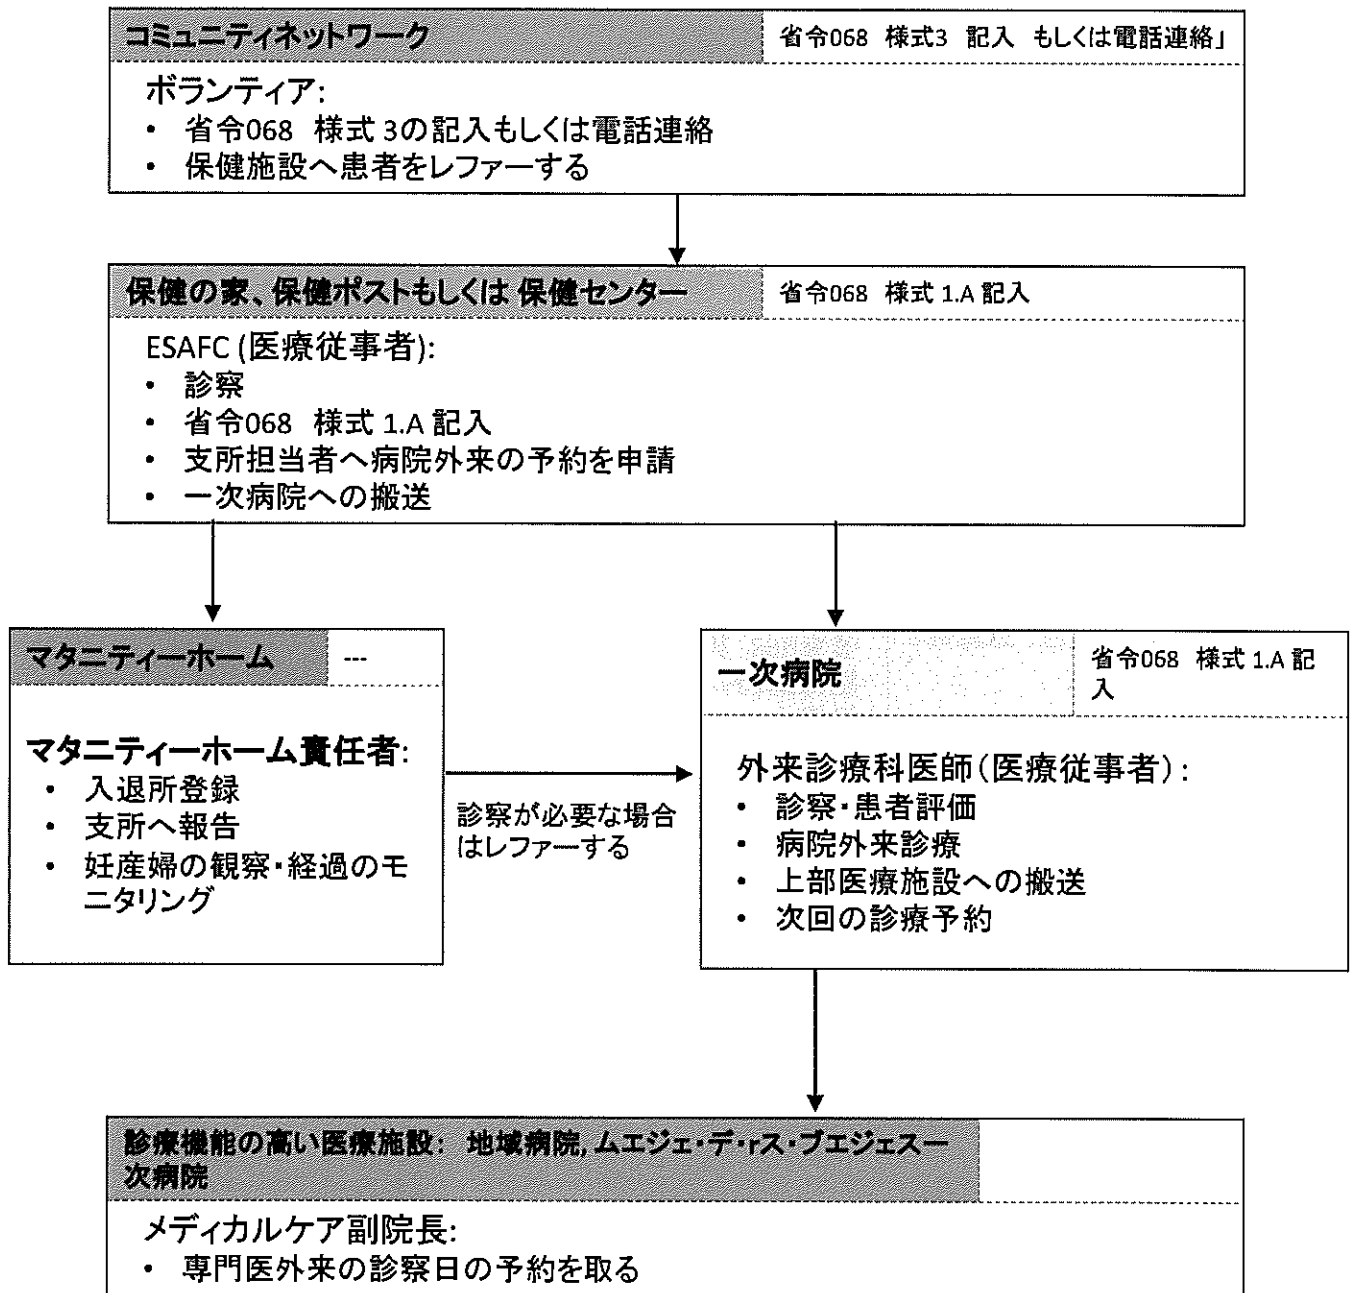 コミュニティネットワーク
省令068 様式3 記入 もしくは電話連絡」
ボランティア:
• 省令068 様式 3の記入もしくは電話連絡
• 保健施設へ患者をレファーする
保健の家、保健ポストもしくは 保健センター
省令068 様式 1.A 記入
ESAFC (医療従事者):
• 診察
• 省令068 様式 1.A 記入
• 支所担当者へ病院外来の予約を申請
• 一次病院への搬送
マタニティーホーム
---
マタニティーホーム責任者:
• 入退所登録
• 支所へ報告
• 妊産婦の観察・経過のモ
ニタリング
診察が必要な場合
はレファーする
一次病院
省令068 様式 1.A 記
入
外来診療科医師(医療従事者):
• 診察・患者評価
• 病院外来診療
• 上部医療施設への搬送
• 次回の診療予約
診療機能の高い医療施設: 地域病院, ムエジェ・デ・rス・ブエジェス一
次病院
メディカルケア副院長:
• 専門医外来の診察日の予約を取る